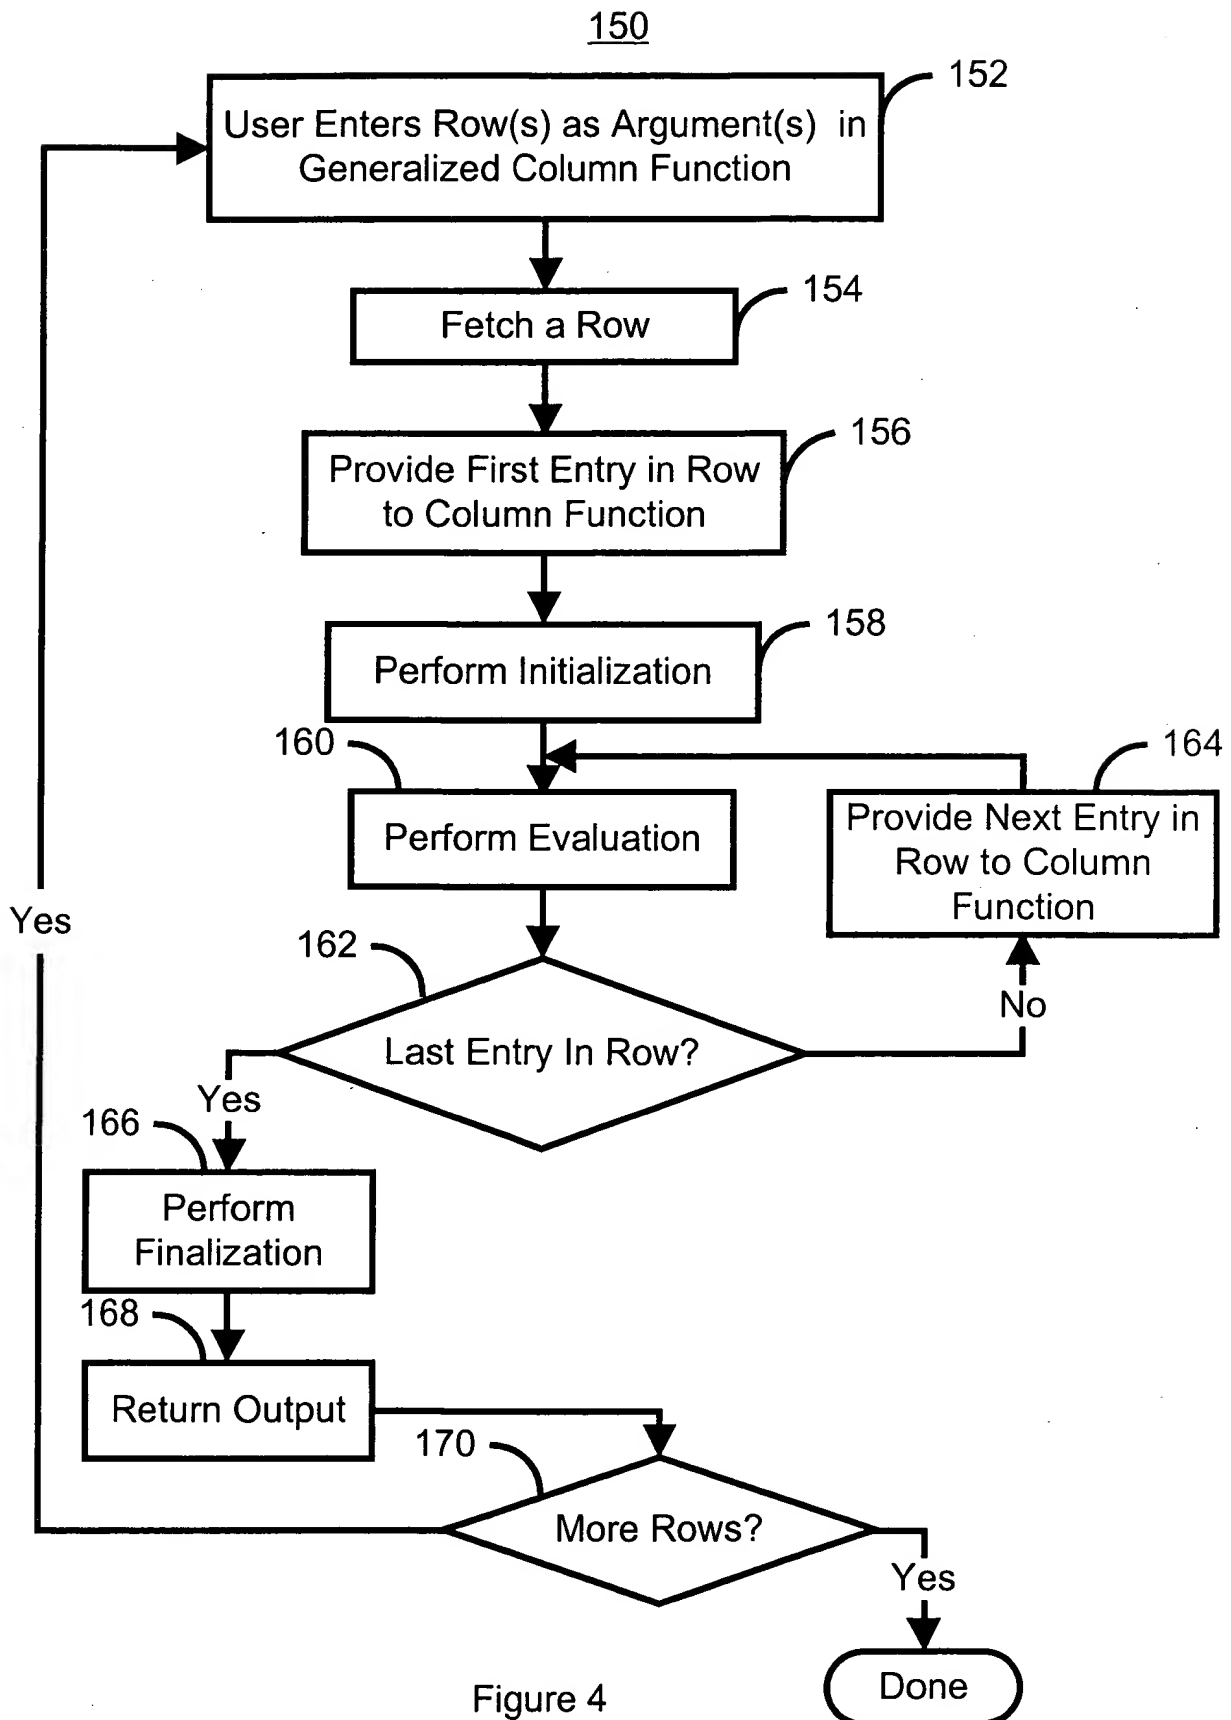 150
152
User Enters Row(s) as Argument(s) in
Generalized Column Function
154
Fetch a Row
156
Provide First Entry in Row
to Column Function
158
Perform Initialization
160
Perform Evaluation
164
Provide Next Entry in
Row to Column
Function
Yes
162
Last Entry In Row?
No
Yes
166
Perform
Finalization
168
Return Output
170
More Rows?
Yes
Done
Figure 4